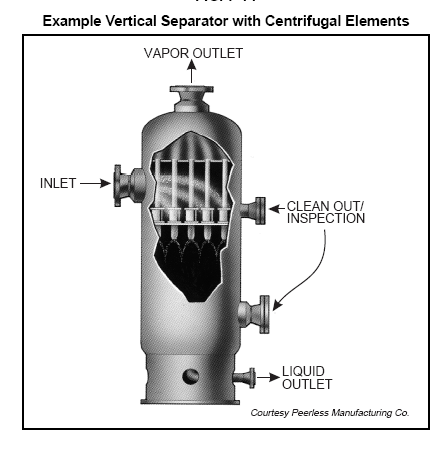 Example Vertical Separator with Centrifugal Elements
VAPOR OUTLET
INLET
CLEAN OUT/
INSPECTION
LIQUID
OUTLET
Courtesy Peerless Manufacturing Co.